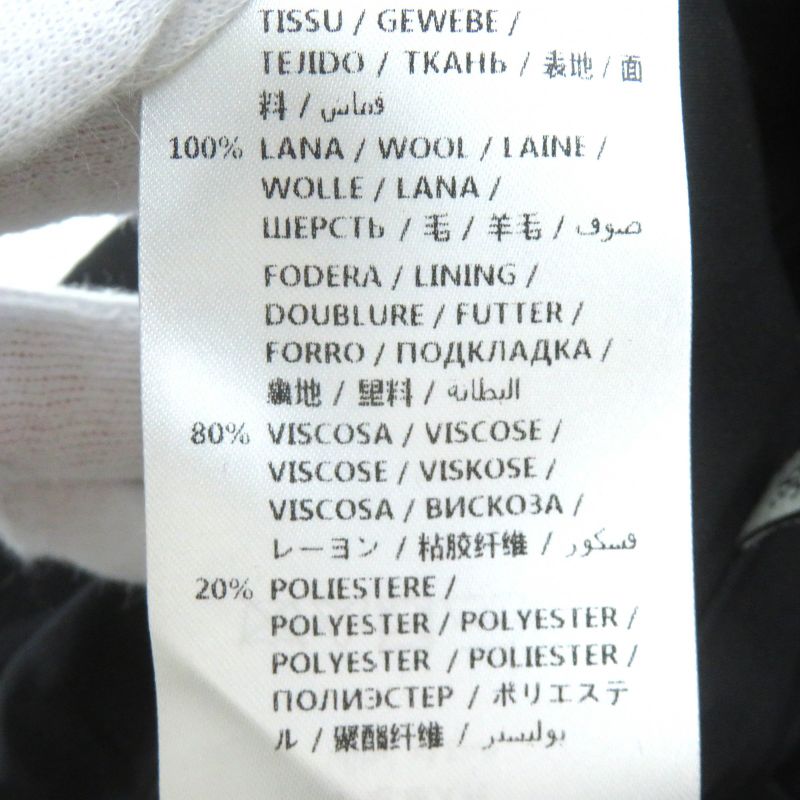 TISSU / GEWEBE /
TEJIDO / ТКАНЬ / 表地 / 面
料 / قماش
100% LANA / WOOL / LAINE /
WOLLE / LANA /
ШЕРСТЬ / 毛 / 羊毛 / صوف
FODERA / LINING /
DOUBLURE / FUTTER /
FORRO / ПОДКЛАДКА /
裏地 / 里料 / البطانة
80% VISCOSA / VISCOSE /
VISCOSE / VISKOSE /
VISCOSA / ВИСКОЗА /
レーヨン / 粘胶纤维 / فسكور
20% POLIESTERE /
POLYESTER / POLYESTER /
POLYESTER / POLIESTER /
ПОЛИЭСТЕР / ポリエステ
ル / 聚酯纤维 / بوليستر